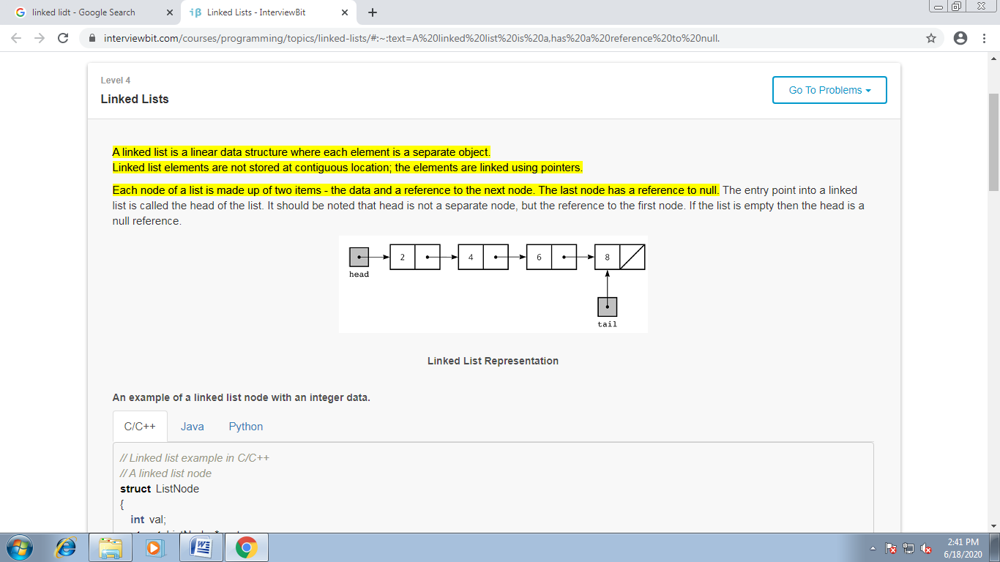 linked lidt - Google Search
Linked Lists - InterviewBit
interviewbit.com/courses/programming/topics/linked-lists/#:~:text=A%20linked%20list%20is%20a,has%20a%20reference%20to%20null.
Level 4
Linked Lists
Go To Problems
A linked list is a linear data structure where each element is a separate object.
Linked list elements are not stored at contiguous location; the elements are linked using pointers.
Each node of a list is made up of two items - the data and a reference to the next node. The last node has a reference to null. The entry point into a linked
list is called the head of the list. It should be noted that head is not a separate node, but the reference to the first node. If the list is empty then the head is a
null reference.
2 4 6 8
head
tail
Linked List Representation
An example of a linked list node with an integer data.
C/C++ Java Python
// Linked list example in C/C++
// A linked list node
struct ListNode
{
int val;
2:41 PM
6/18/2020